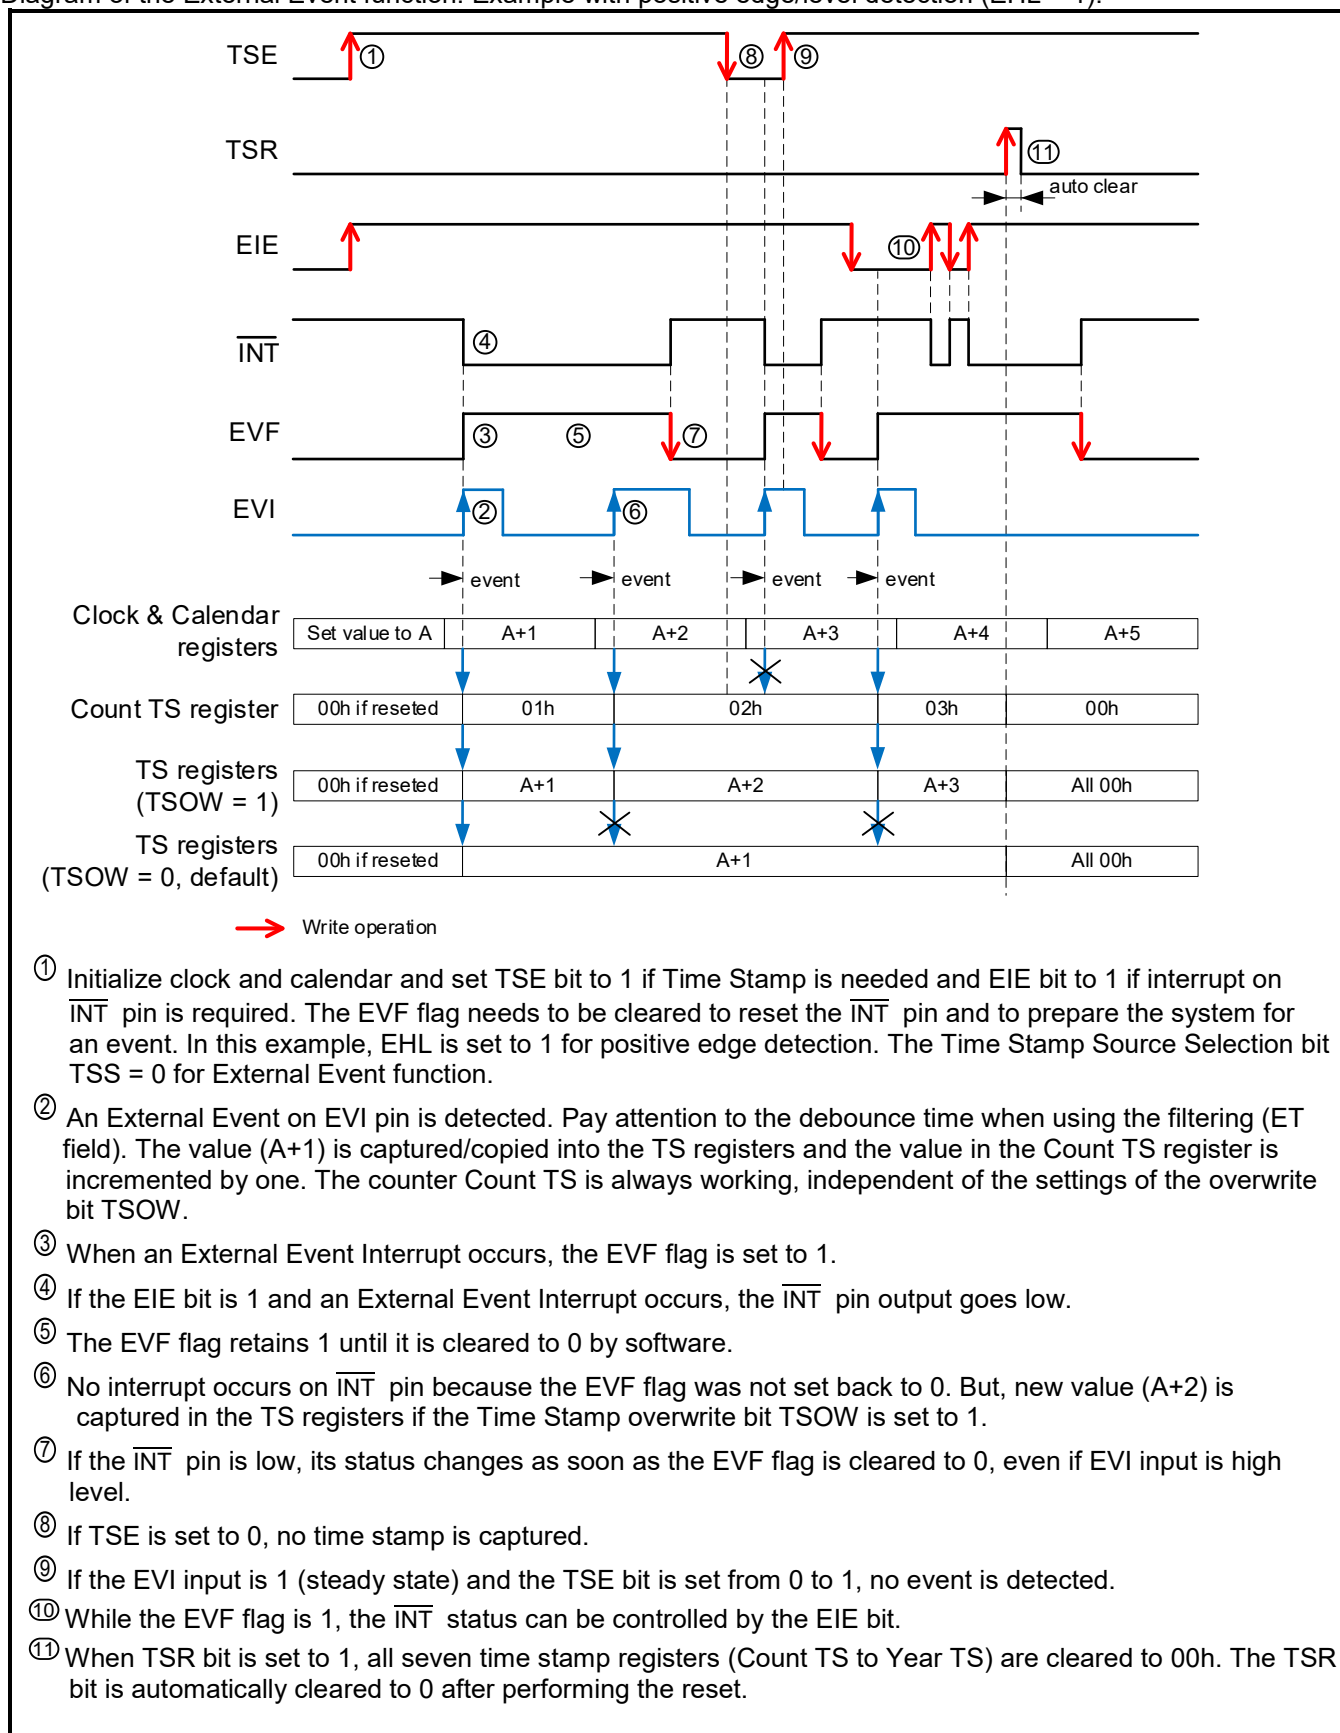 Diagram of the External Event function. Example with positive edge/level detection (EHL = 1):
TSE ① ⑧ ⑨
TSR ⑪
auto clear
EIE ⑩
INT ④
EVF ③ ⑤ ⑦
EVI ② ⑥
event event event event
Clock & Calendar registers
Set value to A A+1 A+2 A+3 A+4 A+5
Count TS register 00h if reseted 01h 02h 03h 00h
TS registers (TSOW = 1)
00h if reseted A+1 A+2 A+3 All 00h
TS registers (TSOW = 0, default)
00h if reseted A+1 All 00h
Write operation
① Initialize clock and calendar and set TSE bit to 1 if Time Stamp is needed and EIE bit to 1 if interrupt on
INT pin is required. The EVF flag needs to be cleared to reset the INT pin and to prepare the system for
an event. In this example, EHL is set to 1 for positive edge detection. The Time Stamp Source Selection bit
TSS = 0 for External Event function.
② An External Event on EVI pin is detected. Pay attention to the debounce time when using the filtering (ET
field). The value (A+1) is captured/copied into the TS registers and the value in the Count TS register is
incremented by one. The counter Count TS is always working, independent of the settings of the overwrite
bit TSOW.
③ When an External Event Interrupt occurs, the EVF flag is set to 1.
④ If the EIE bit is 1 and an External Event Interrupt occurs, the INT pin output goes low.
⑤ The EVF flag retains 1 until it is cleared to 0 by software.
⑥ No interrupt occurs on INT pin because the EVF flag was not set back to 0. But, new value (A+2) is
captured in the TS registers if the Time Stamp overwrite bit TSOW is set to 1.
⑦ If the INT pin is low, its status changes as soon as the EVF flag is cleared to 0, even if EVI input is high
level.
⑧ If TSE is set to 0, no time stamp is captured.
⑨ If the EVI input is 1 (steady state) and the TSE bit is set from 0 to 1, no event is detected.
⑩ While the EVF flag is 1, the INT status can be controlled by the EIE bit.
⑪ When TSR bit is set to 1, all seven time stamp registers (Count TS to Year TS) are cleared to 00h. The TSR
bit is automatically cleared to 0 after performing the reset.